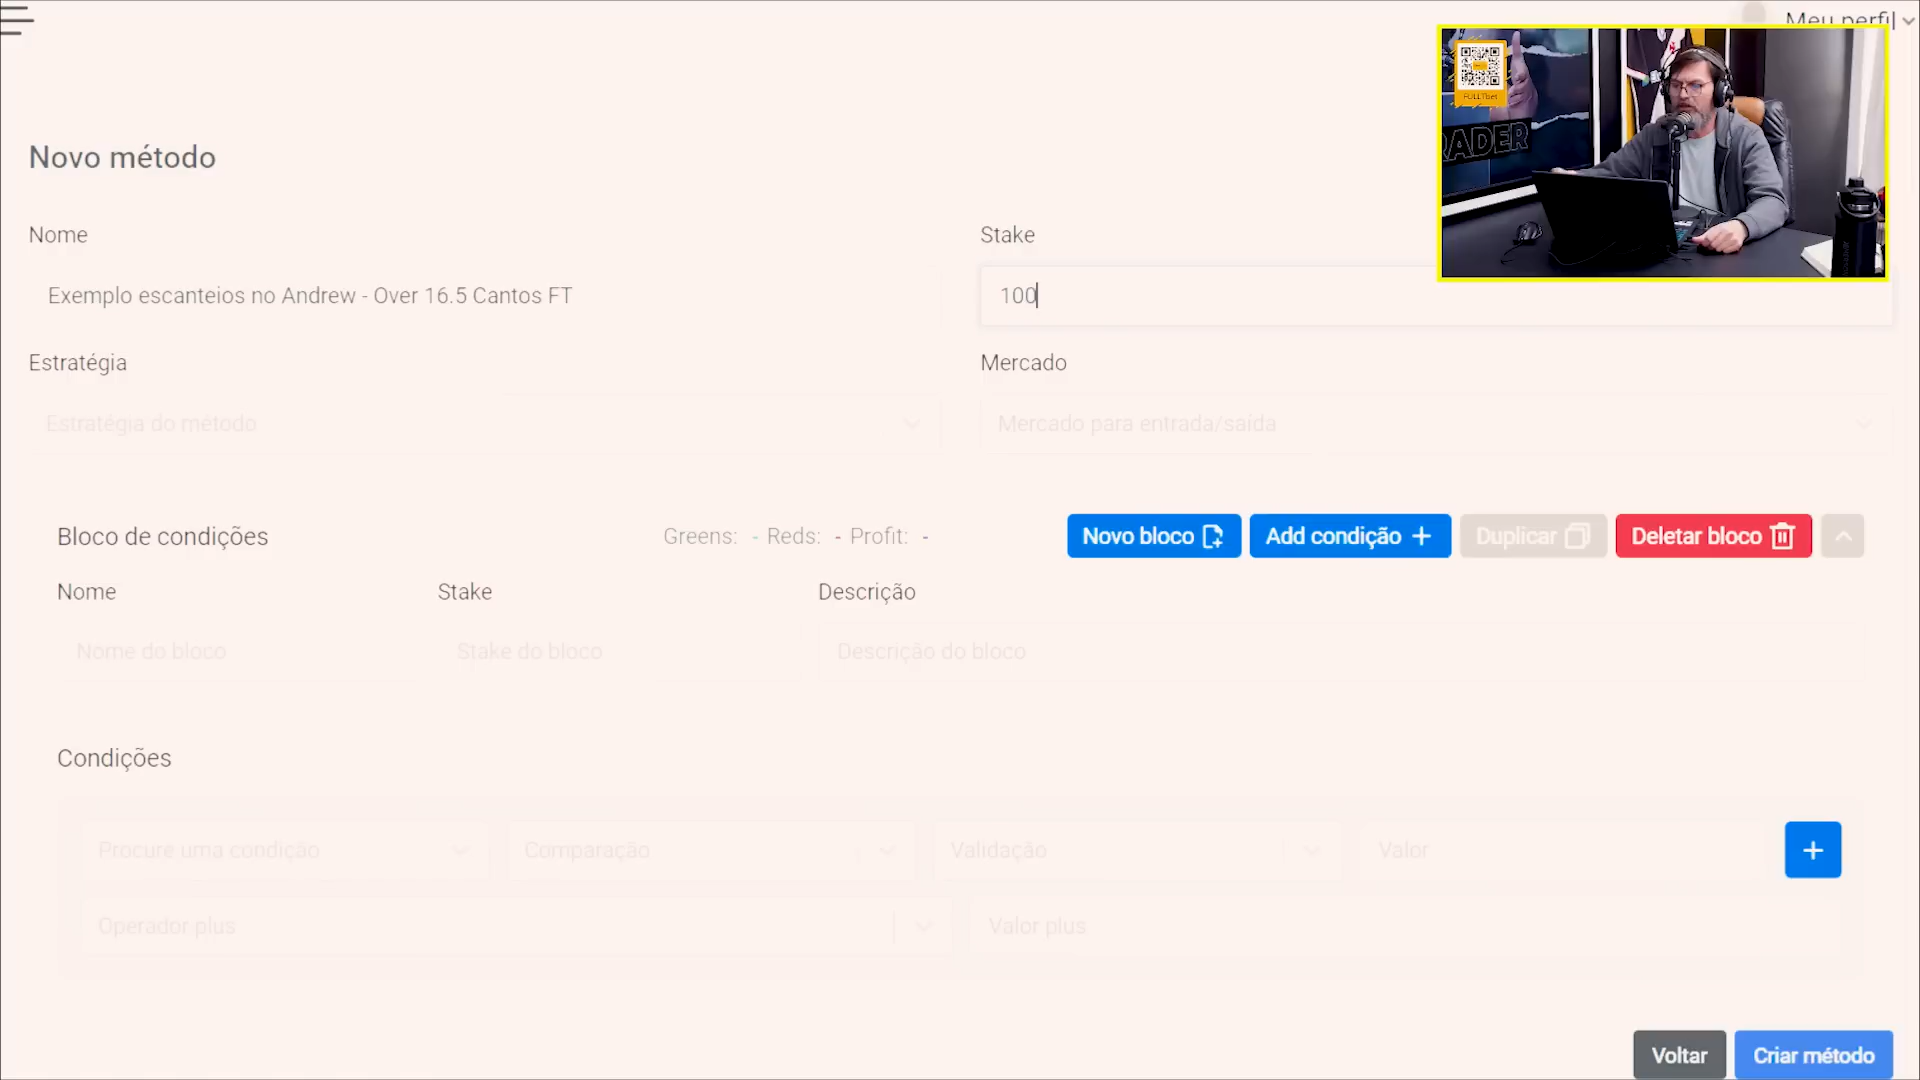 Meu perfil
FULLTbet
RADER
Novo método
Nome
Stake
Exemplo escanteios no Andrew - Over 16.5 Cantos FT
100
Estratégia
Mercado
Estratégia do método
Mercado para entrada/saída
Bloco de condições
Greens: - Reds: - Profit: -
Novo bloco
Add condição +
Duplicar
Deletar bloco
Nome
Stake
Descrição
Nome do bloco
Stake do bloco
Descrição do bloco
Condições
Procure uma condição
Comparação
Validação
Valor
+
Operador plus
Valor plus
Voltar
Criar método